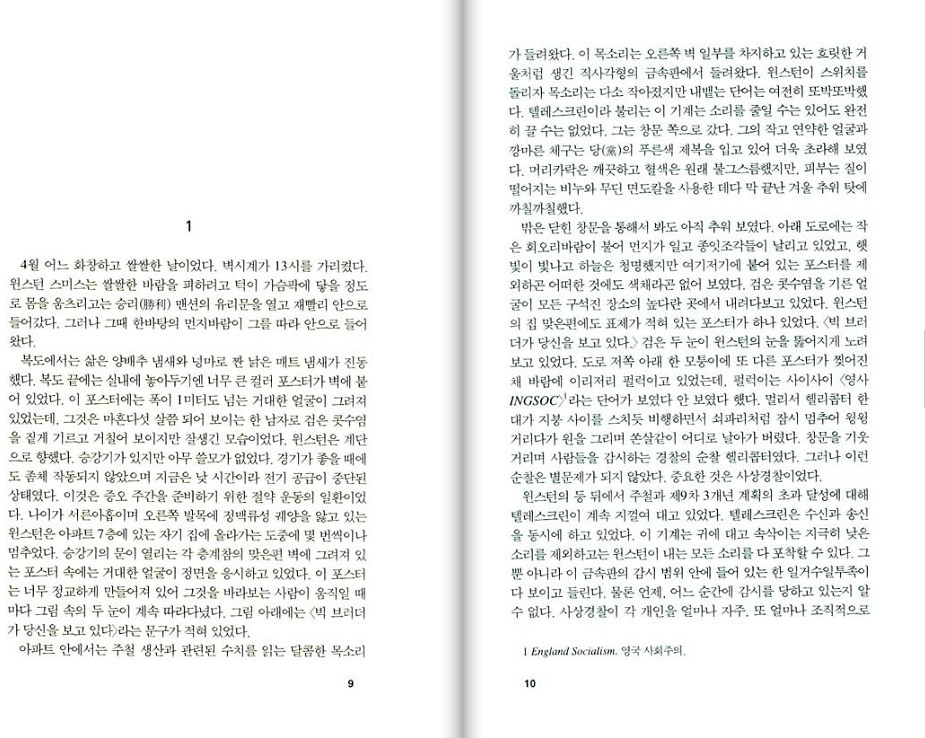 1
4월 어느 화창하고 쌀쌀한 날이었다. 벽시계가 13시를 가리켰다.
윈스턴 스미스는 쌀쌀한 바람을 피하려고 턱이 가슴팍에 닿을 정도
로 몸을 움츠리고는 승리(勝利) 맨션의 유리문을 열고 재빨리 안으로
들어갔다. 그러나 그때 한바탕의 먼지바람이 그를 따라 안으로 들어
왔다.
복도에서는 삶은 양배추 냄새와 넝마로 짠 낡은 매트 냄새가 진동
했다. 복도 끝에는 실내에 놓아두기엔 너무 큰 컬러 포스터가 벽에 붙
어 있었다. 이 포스터에는 폭이 1미터도 넘는 거대한 얼굴이 그려져
있었는데, 그것은 마흔다섯 살쯤 되어 보이는 한 남자로 검은 콧수염
을 짙게 기르고 거칠어 보이지만 잘생긴 모습이었다. 윈스턴은 계단
으로 향했다. 승강기가 있지만 아무 쓸모가 없었다. 경기가 좋을 때에
도 좀체 작동되지 않았으며 지금은 낮 시간이라 전기 공급이 중단된
상태였다. 이것은 증오 주간을 준비하기 위한 절약 운동의 일환이었
다. 나이가 서른아홉이며 오른쪽 발목에 정맥류성 궤양을 앓고 있는
윈스턴은 아파트 7층에 있는 자기 집에 올라가는 도중에 몇 번씩이나
멈추었다. 승강기의 문이 열리는 각 층계참의 맞은편 벽에 그려져 있
는 포스터 속에는 거대한 얼굴이 정면을 응시하고 있었다. 이 포스터
는 너무 정교하게 만들어져 있어 그것을 바라보는 사람이 움직일 때
마다 그림 속의 두 눈이 계속 따라다녔다. 그림 아래에는 〈빅 브러더
가 당신을 보고 있다〉라는 문구가 적혀 있었다.
아파트 안에서는 주철 생산과 관련된 수치를 읽는 달콤한 목소리
9
가 들려왔다. 이 목소리는 오른쪽 벽 일부를 차지하고 있는 흐릿한 거
울처럼 생긴 직사각형의 금속판에서 들려왔다. 윈스턴이 스위치를
돌리자 목소리는 다소 작아졌지만 내뱉는 단어는 여전히 또박또박했
다. 텔레스크린이라 불리는 이 기계는 소리를 줄일 수는 있어도 완전
히 끌 수는 없었다. 그는 창문 쪽으로 갔다. 그의 작고 연약한 얼굴과
깡마른 체구는 당(黨)의 푸른색 제복을 입고 있어 더욱 초라해 보였
다. 머리카락은 깨끗하고 혈색은 원래 불그스름했지만, 피부는 질이
떨어지는 비누와 무딘 면도칼을 사용한 데다 막 끝난 겨울 추위 탓에
까칠까칠했다.
밖은 닫힌 창문을 통해서 봐도 아직 추워 보였다. 아래 도로에는 작
은 회오리바람이 불어 먼지가 일고 종잇조각들이 날리고 있었고, 햇
빛이 빛나고 하늘은 청명했지만 여기저기에 붙어 있는 포스터를 제
외하곤 어떠한 것에도 색채라곤 없어 보였다. 검은 콧수염을 기른 얼
굴이 모든 구석진 장소의 높다란 곳에서 내려다보고 있었다. 윈스턴
의 집 맞은편에도 표제가 적혀 있는 포스터가 하나 있었다. 〈빅 브러
더가 당신을 보고 있다.〉 검은 두 눈이 윈스턴의 눈을 뚫어지게 노려
보고 있었다. 도로 저쪽 아래 한 모퉁이에 또 다른 포스터가 찢어진
채 바람에 이리저리 펄럭이고 있었는데, 펄럭이는 사이사이 〈영사
INGSOC〉¹라는 단어가 보였다 안 보였다 했다. 멀리서 헬리콥터 한
대가 지붕 사이를 스치듯 비행하면서 쇠파리처럼 잠시 멈추어 윙윙
거리다가 원을 그리며 쏜살같이 어디로 날아가 버렸다. 창문을 기웃
거리며 사람들을 감시하는 경찰의 순찰 헬리콥터였다. 그러나 이런
순찰은 별문제가 되지 않았다. 중요한 것은 사상경찰이었다.
윈스턴의 등 뒤에서 주철과 제9차 3개년 계획의 초과 달성에 대해
텔레스크린이 계속 지껄여 대고 있었다. 텔레스크린은 수신과 송신
을 동시에 하고 있었다. 이 기계는 귀에 대고 속삭이는 지극히 낮은
소리를 제외하고는 윈스턴이 내는 모든 소리를 다 포착할 수 있다. 그
뿐 아니라 이 금속판의 감시 범위 안에 들어 있는 한 일거수일투족이
다 보이고 들린다. 물론 언제, 어느 순간에 감시를 당하고 있는지 알
수 없다. 사상경찰이 각 개인을 얼마나 자주, 또 얼마나 조직적으로
1 England Socialism. 영국 사회주의.
10